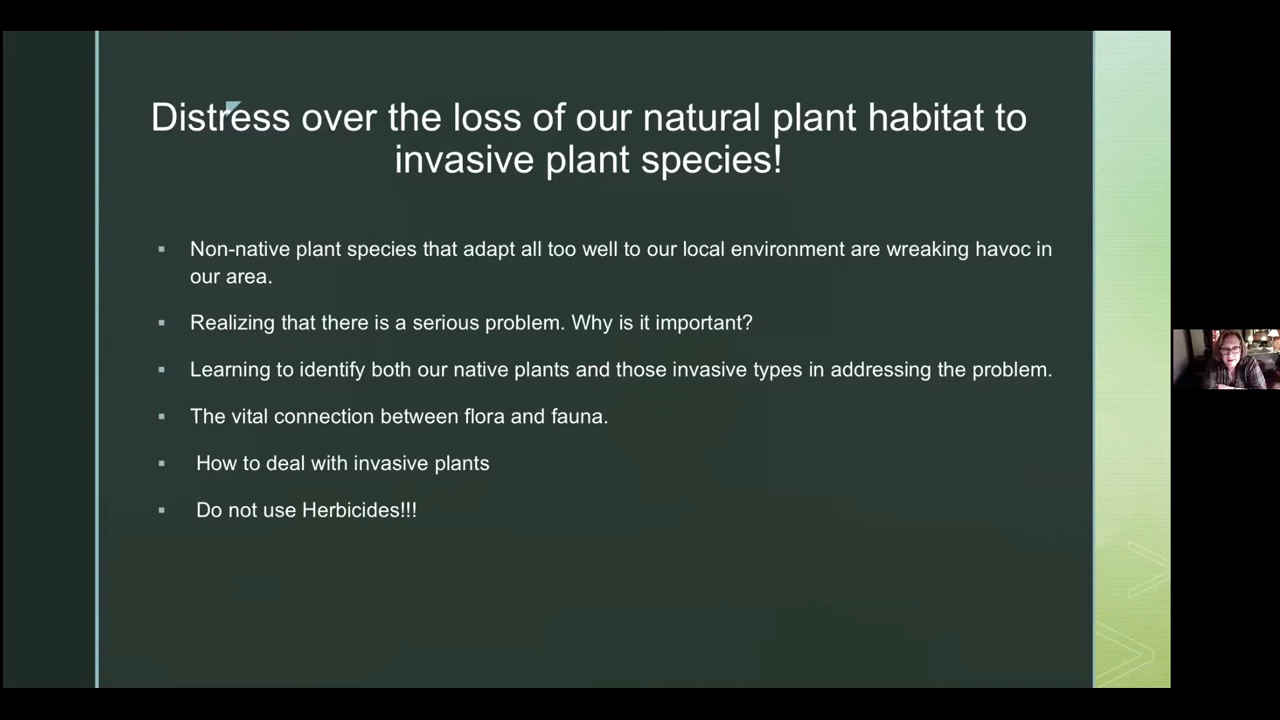 Distress over the loss of our natural plant habitat to
invasive plant species!
▪ Non-native plant species that adapt all too well to our local environment are wreaking havoc in
our area.
▪ Realizing that there is a serious problem. Why is it important?
▪ Learning to identify both our native plants and those invasive types in addressing the problem.
▪ The vital connection between flora and fauna.
▪ How to deal with invasive plants
▪ Do not use Herbicides!!!